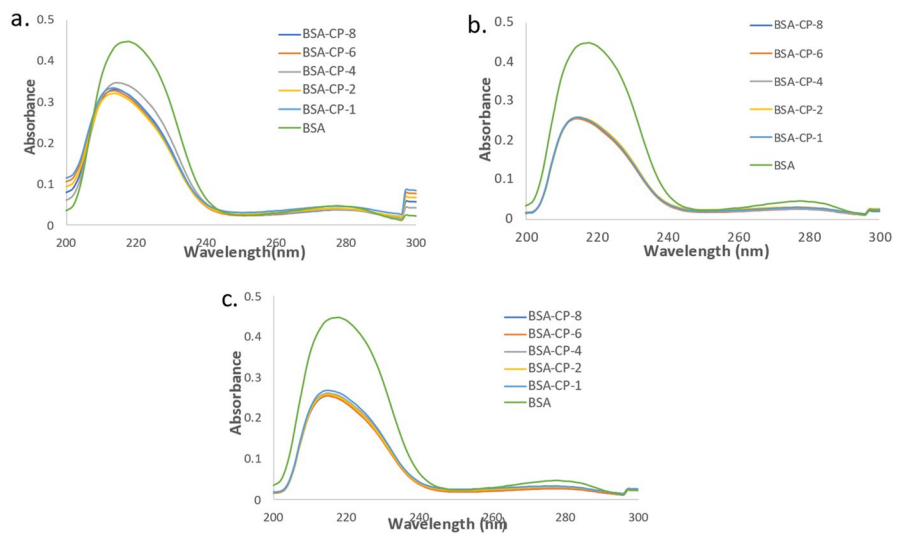 a.
0.5
0.4
0.3
0.2
0.1
0
Absorbance
BSA-CP-8
BSA-CP-6
BSA-CP-4
BSA-CP-2
BSA-CP-1
BSA
200 220 240 260 280 300
Wavelength(nm)
b.
0.5
0.4
0.3
0.2
0.1
0
Absorbance
BSA-CP-8
BSA-CP-6
BSA-CP-4
BSA-CP-2
BSA-CP-1
BSA
200 220 240 260 280 300
Wavelength (nm)
c.
0.5
0.4
0.3
0.2
0.1
0
Absorbance
BSA-CP-8
BSA-CP-6
BSA-CP-4
BSA-CP-2
BSA-CP-1
BSA
200 220 240 260 280 300
Wavelength (nm)